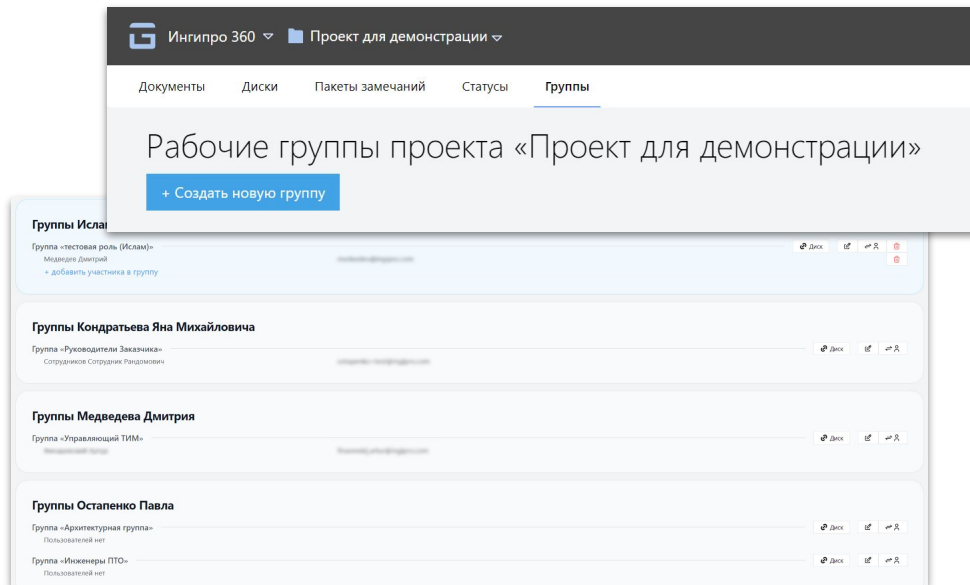 Ингипро 360 Проект для демонстрации
Документы Диски Пакеты замечаний Статусы Группы
Рабочие группы проекта «Проект для демонстрации»
+ Создать новую группу
Группы
Группа «тестовая роль (Ислам)» Диск
Медведев Дмитрий
+ добавить участника в группу
Группы Кондратьева Яна Михайловича
Группа «Руководители Заказчика» Диск
Сотрудников Сотрудник Рандомович
Группы Медведева Дмитрия
Группа «Управляющий ТИМ» Диск
Группы Остапенко Павла
Группа «Архитектурная группа» Диск
Пользователей нет
Группа «Инженеры ПТО» Диск
Пользователей нет